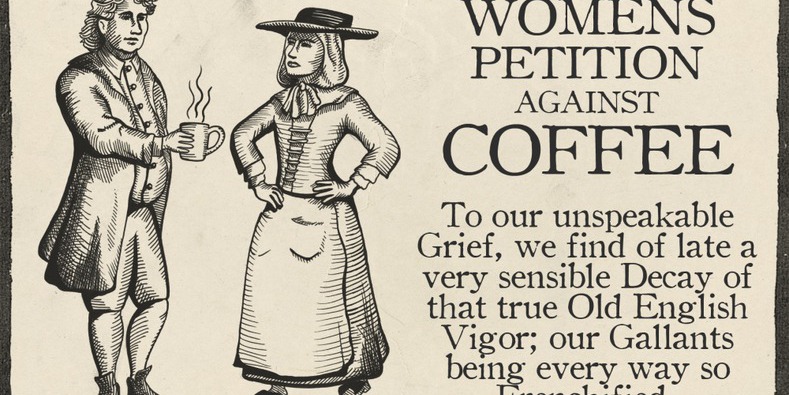 WOMENS
PETITION
AGAINST
COFFEE
To our unspeakable
Grief, we find of late a
very sensible Decay of
that true Old English
Vigor; our Gallants
being every way so
Frenchified